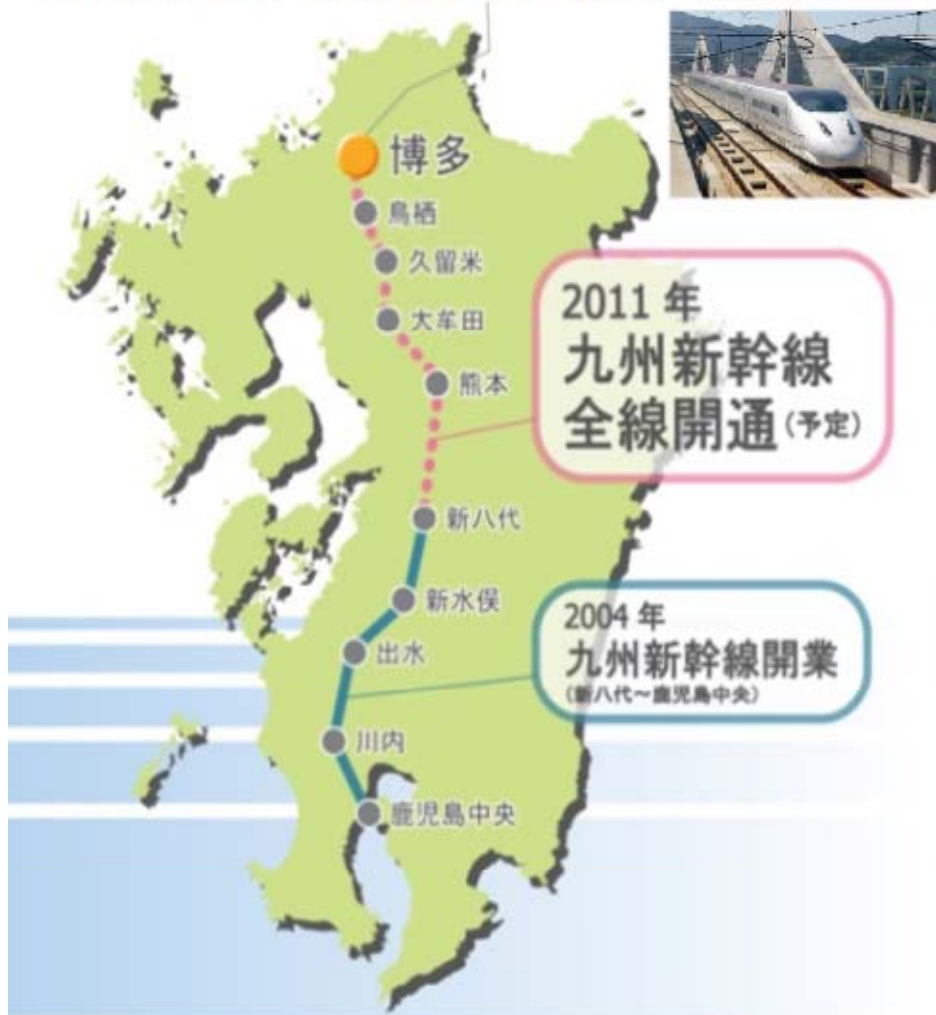 博多
鳥栖
久留米
大牟田
熊本
2011 年
九州新幹線
全線開通(予定)
新八代
新水俣
出水
川内
鹿児島中央
2004 年
九州新幹線開業
(新八代〜鹿児島中央)